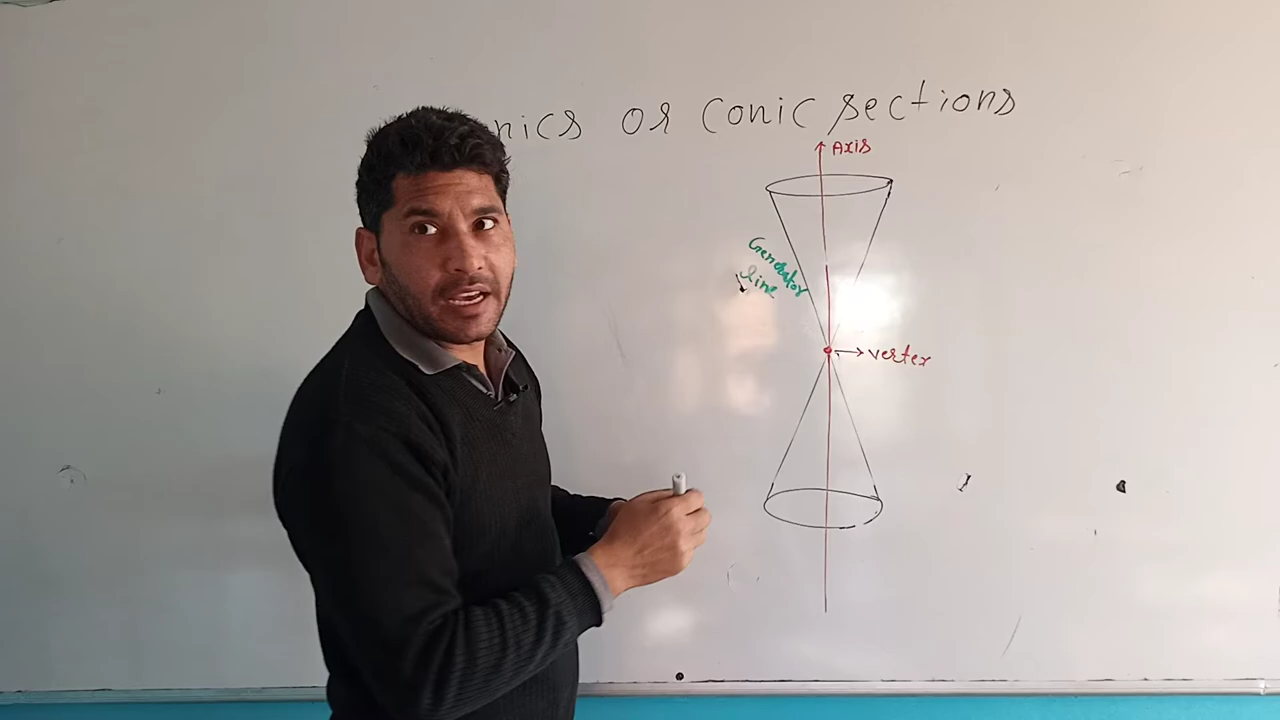 nics or conic sections
Axis
Generator
line
vertex